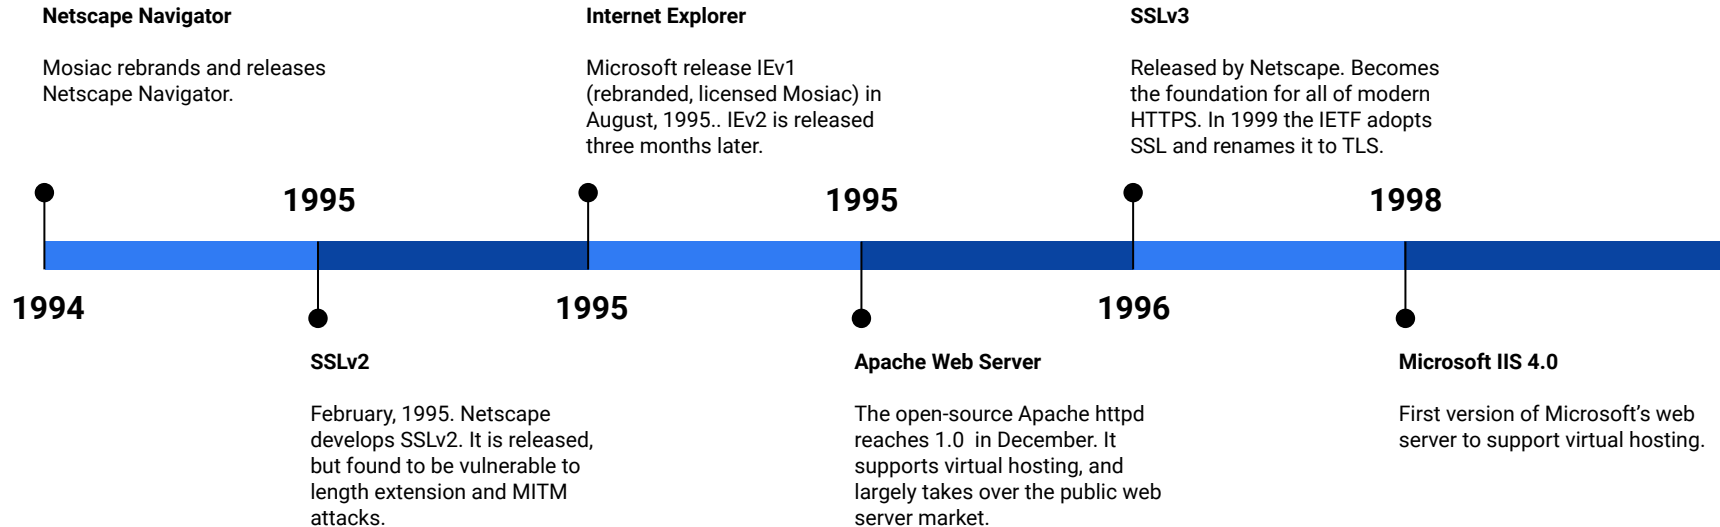 Netscape Navigator
Mosiac rebrands and releases
Netscape Navigator.
1994
1995
SSLv2
February, 1995. Netscape
develops SSLv2. It is released,
but found to be vulnerable to
length extension and MITM
attacks.
Internet Explorer
Microsoft release IEv1
(rebranded, licensed Mosiac) in
August, 1995.. IEv2 is released
three months later.
1995
1995
Apache Web Server
The open-source Apache httpd
reaches 1.0  in December. It
supports virtual hosting, and
largely takes over the public web
server market.
SSLv3
Released by Netscape. Becomes
the foundation for all of modern
HTTPS. In 1999 the IETF adopts
SSL and renames it to TLS.
1996
1998
Microsoft IIS 4.0
First version of Microsoft’s web
server to support virtual hosting.